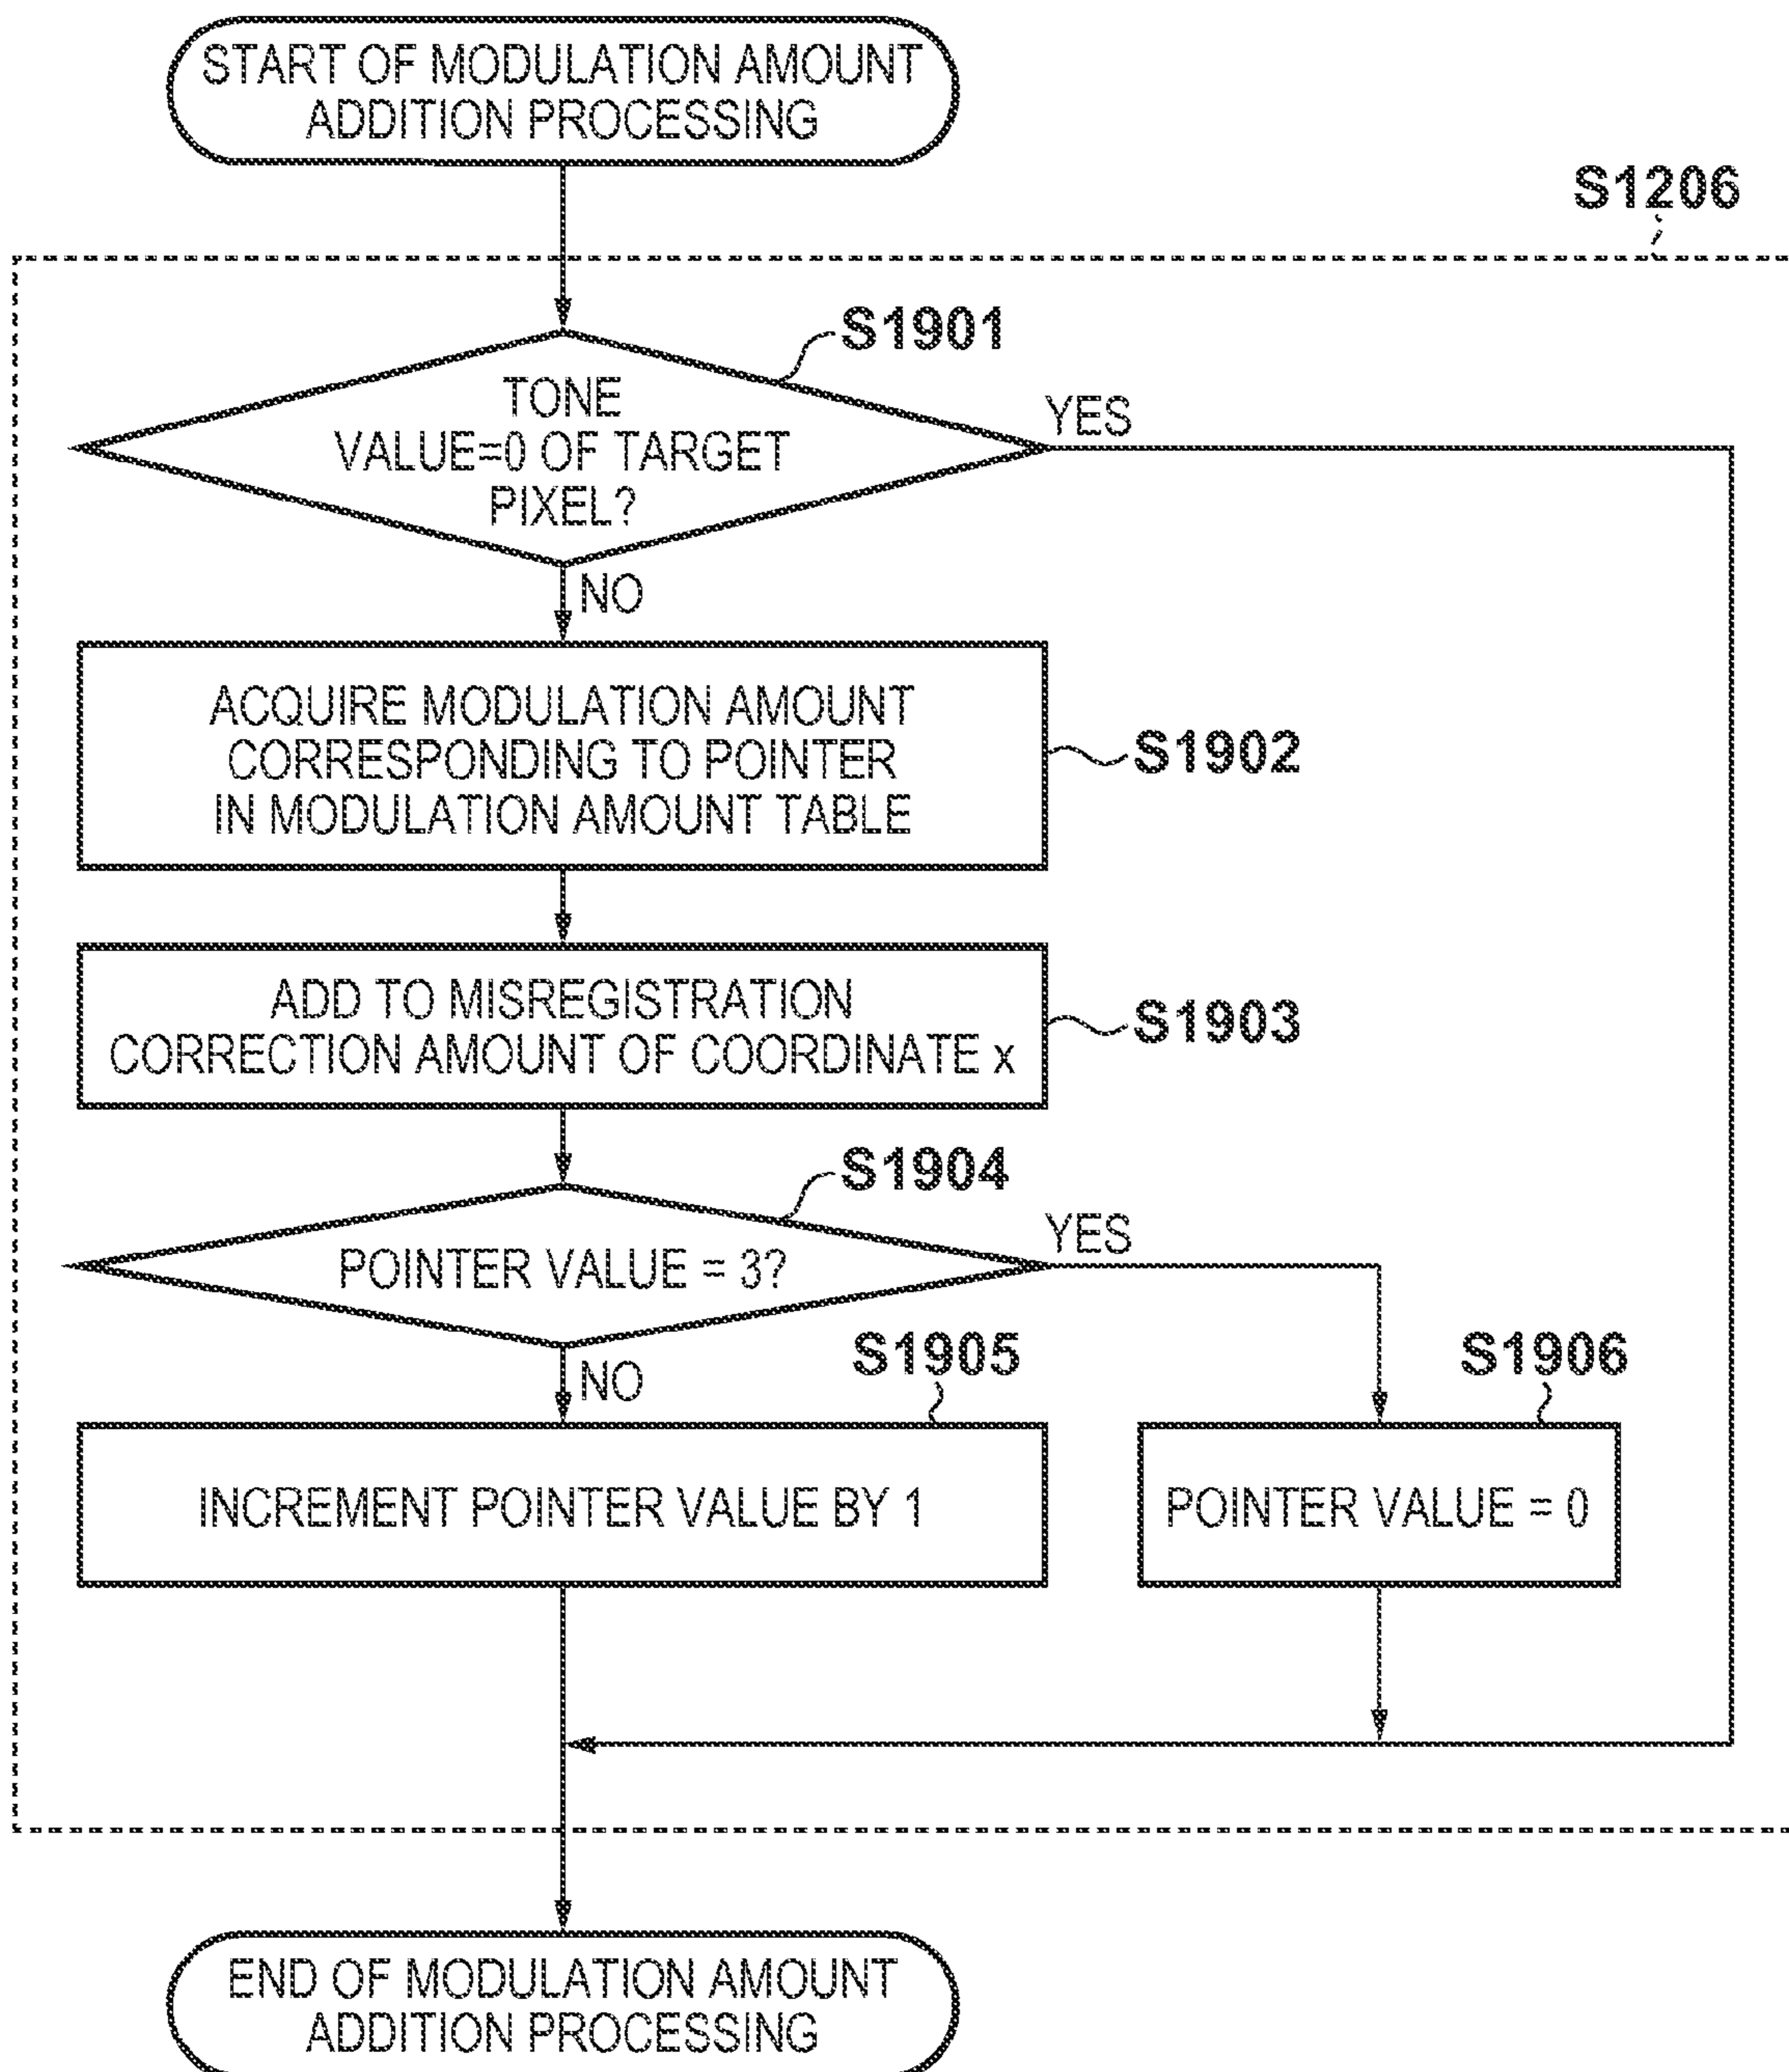 START OF MODULATION AMOUNT
ADDITION PROCESSING
S1206
S1901
TONE
VALUE=0 OF TARGET
PIXEL?
YES
NO
ACQUIRE MODULATION AMOUNT
CORRESPONDING TO POINTER
IN MODULATION AMOUNT TABLE
S1902
ADD TO MISREGISTRATION
CORRECTION AMOUNT OF COORDINATE x
S1903
S1904
POINTER VALUE = 3?
YES
NO
S1905
S1906
INCREMENT POINTER VALUE BY 1
POINTER VALUE = 0
END OF MODULATION AMOUNT
ADDITION PROCESSING